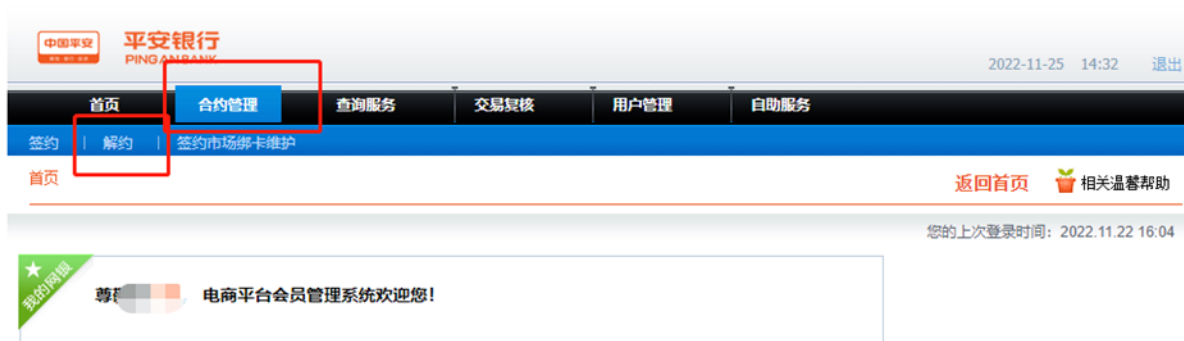 中国平安
平安银行
PING AN BANK
2022-11-25 14:32 退出
首页 合约管理 查询服务 交易复核 用户管理 自助服务
签约 | 解约 | 签约市场绑卡维护
首页
返回首页 相关温馨帮助
您的上次登录时间：2022.11.22 16:04
我的网银
尊 电商平台会员管理系统欢迎您！